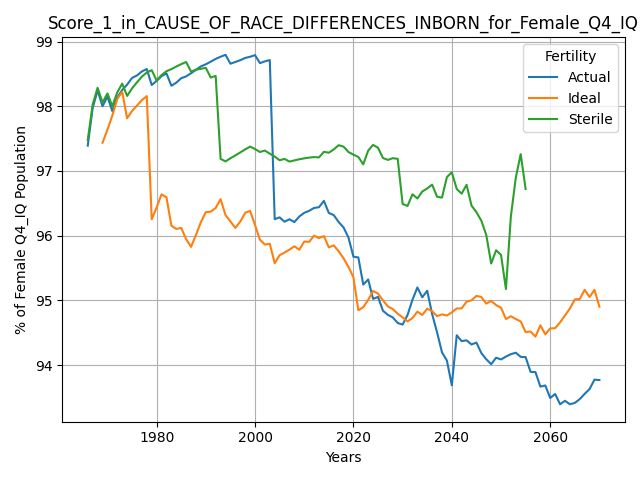 Score_1_in_CAUSE_OF_RACE_DIFFERENCES_INBORN_for_Female_Q4_IQ
% of Female Q4_IQ Population
99
98
97
96
95
94
Fertility
Actual
Ideal
Sterile
1980
2000
2020
2040
2060
Years